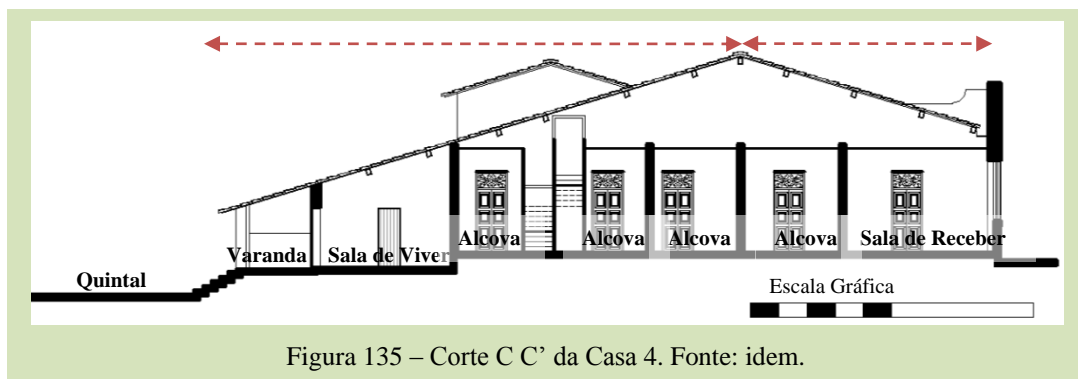 Alcova Alcova Alcova Alcova Sala de Receber
Varanda Sala de Viver
Quintal
Escala Gráfica
Figura 135 – Corte C C’ da Casa 4. Fonte: idem.